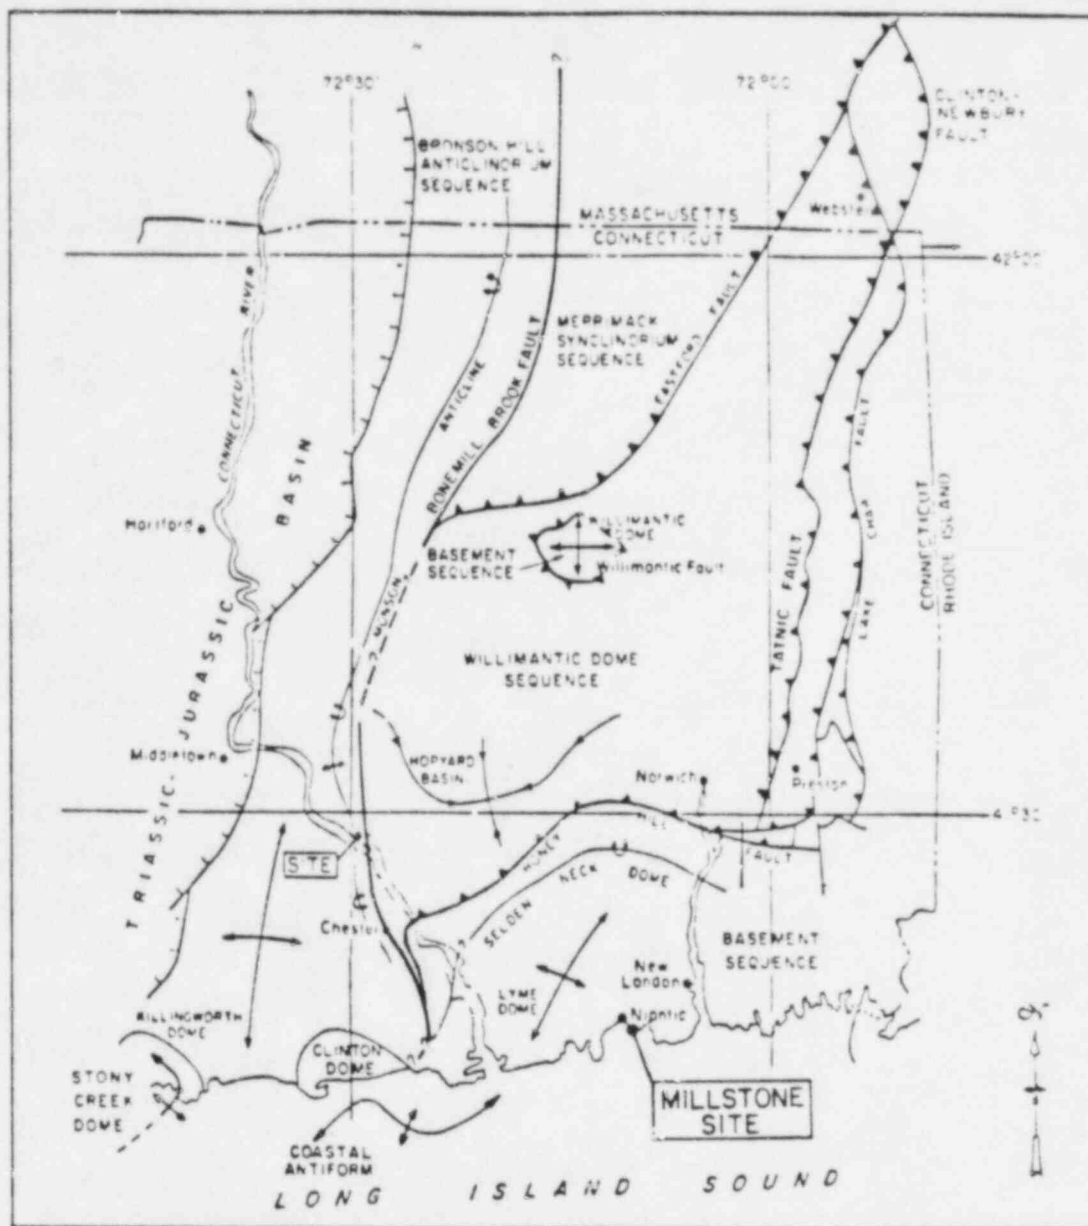 72°30'
72°00'
CLINTON-
NEWBURY
FAULT
BRONSON HILL
ANTICLINORIUM
SEQUENCE
Webster
MASSACHUSETTS
CONNECTICUT
42°00'
CONNECTICUT RIVER
MERRIMACK
SYNCLINORIUM
SEQUENCE
EASTFORD FAULT
BONEMILL BROOK FAULT
MUNSON ANTICLINE
TRIASSIC-JURASSIC BASIN
Hartford
WILLIMANTIC
DOME
BASEMENT
SEQUENCE
Willimantic Fault
TATNIC FAULT
LAKE CHAR FAULT
CONNECTICUT
RHODE ISLAND
WILLIMANTIC DOME
SEQUENCE
Middletown
HOPYARD
BASIN
Norwich
Preston
41°30'
SITE
HONEY HILL FAULT
Chester
SELDEN NECK DOME
BASEMENT
SEQUENCE
New
London
LYME
DOME
Niantic
KILLINGWORTH
DOME
CLINTON
DOME
STONY
CREEK
DOME
MILLSTONE
SITE
COASTAL
ANTIFORM
LONG ISLAND SOUND